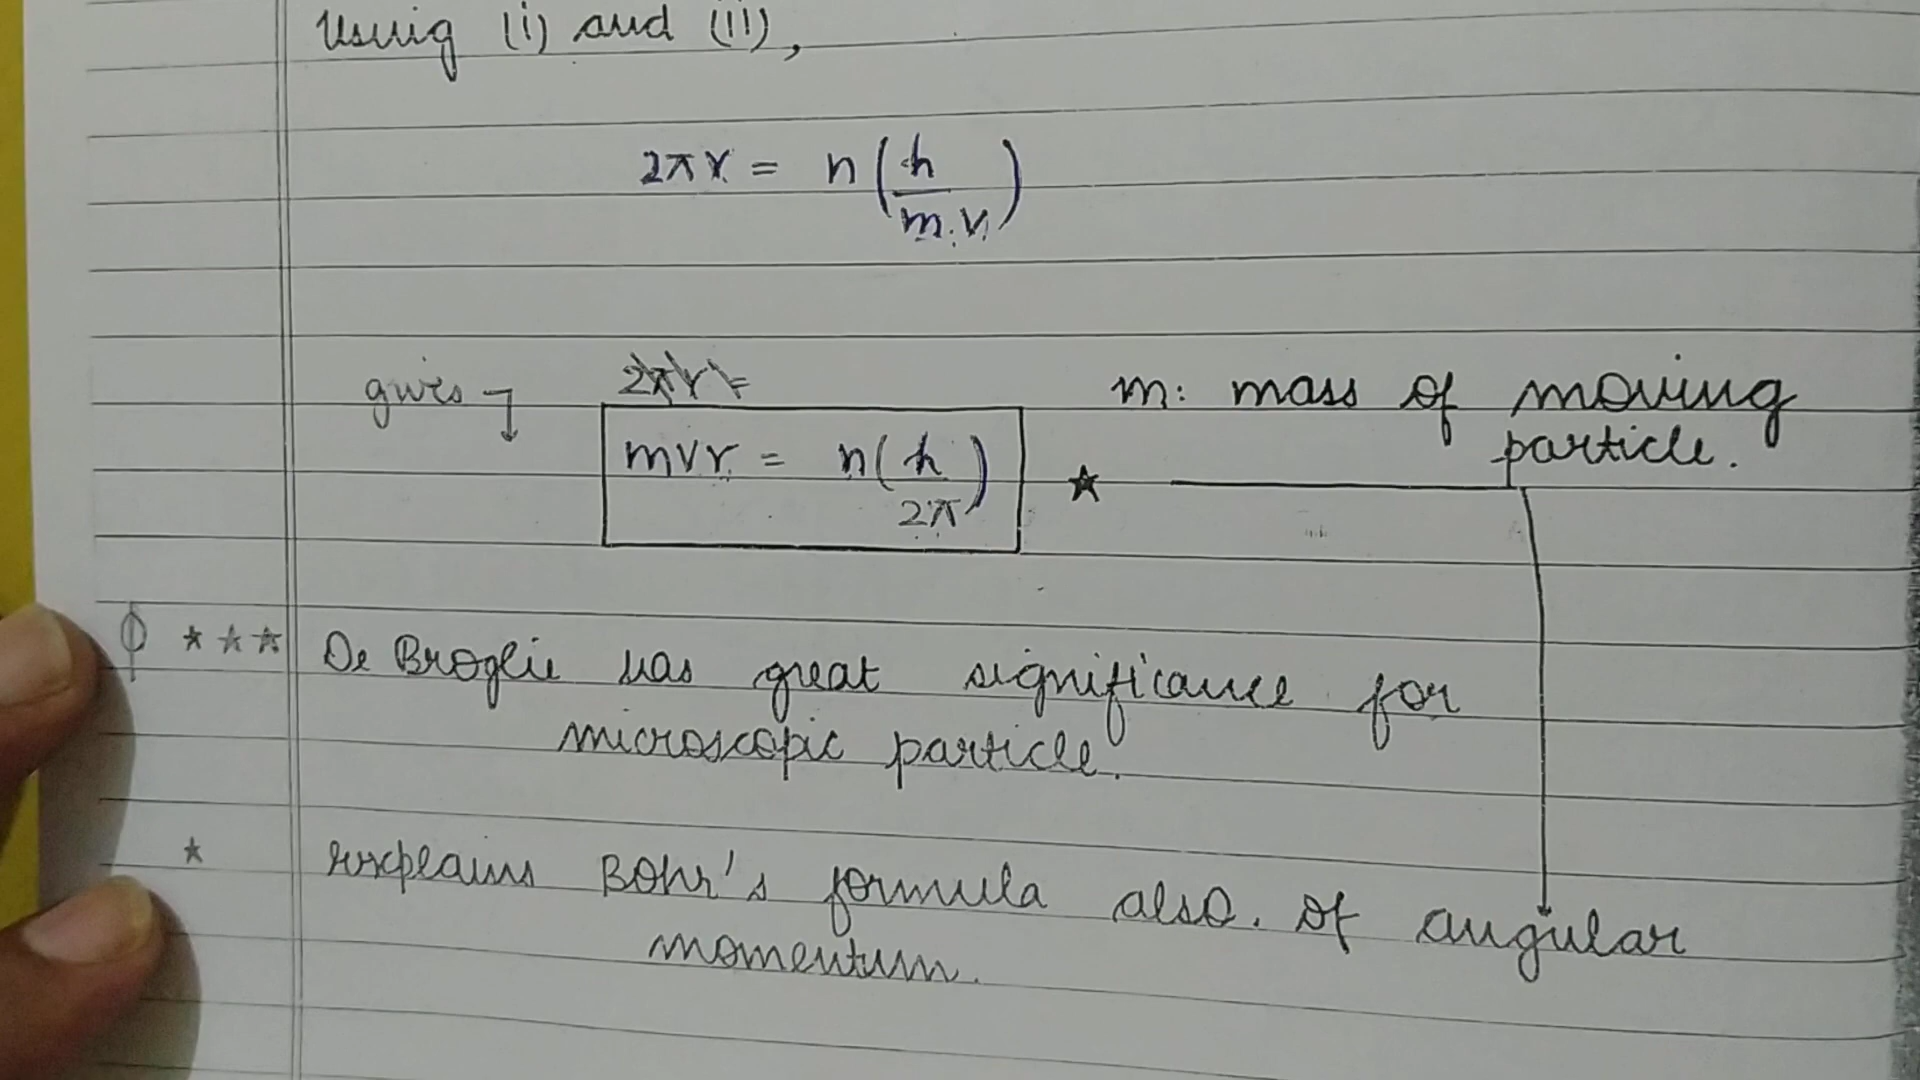 Using (i) and (ii),
2πr = n(h/m.v)
gives 2πr =
m: mass of moving particle.
mvr = n(h/2π) ★
ϕ ★★★ De Broglie has great significance for
microscopic particle.
★ explains Bohr's formula also. of angular
momentum.